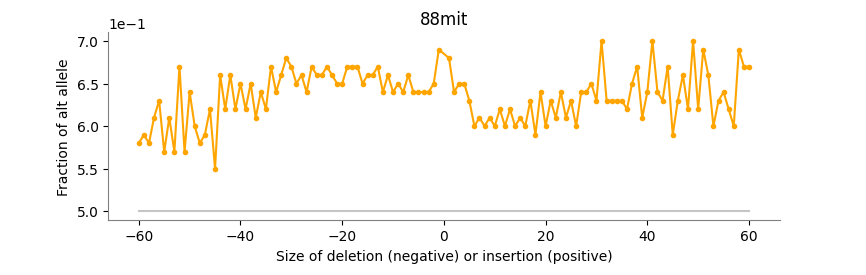 88mit
1e−1
Fraction of alt allele
7.0
6.5
6.0
5.5
5.0
−60 −40 −20 0 20 40 60
Size of deletion (negative) or insertion (positive)